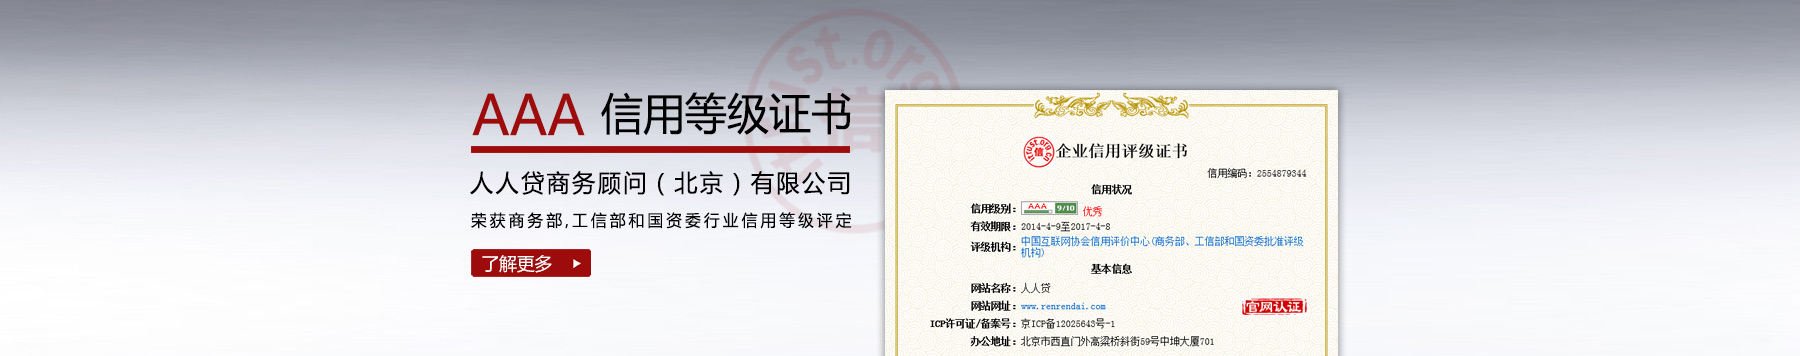 AAA 信用等级证书
人人贷商务顾问（北京）有限公司
荣获商务部,工信部和国资委行业信用等级评定
了解更多
itrust.org.cn
信
企业信用评级证书
信用编码：2554879344
信用状况
信用级别： AAA 9/10 优秀
有效期限：2014-4-9至2017-4-8
评级机构：中国互联网协会信用评价中心(商务部、工信部和国资委批准评级
机构)
基本信息
网站名称：人人贷
网站网址：www.renrendai.com
官网认证
ICP许可证/备案号：京ICP备12025643号-1
办公地址：北京市西直门外高梁桥斜街59号中坤大厦701